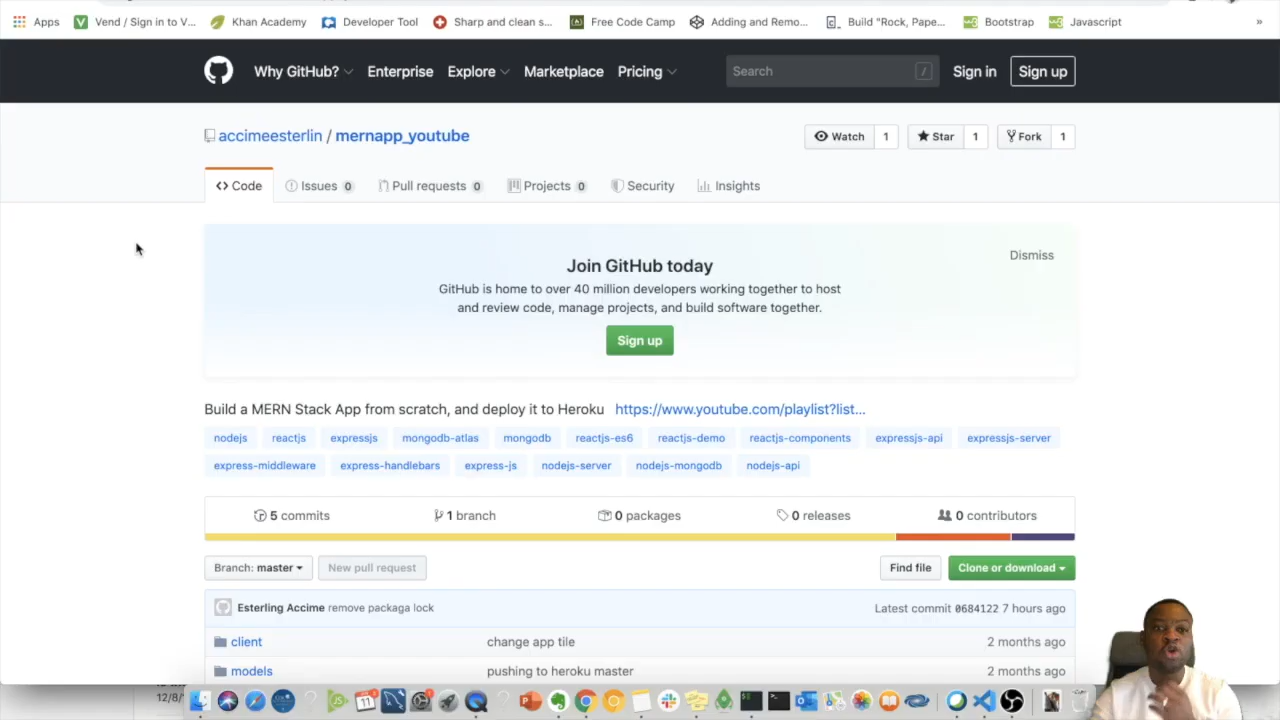 Apps Vend / Sign in to V... Khan Academy Developer Tool Sharp and clean s... Free Code Camp Adding and Remo... Build "Rock, Pape... Bootstrap Javascript »
Why GitHub? Enterprise Explore Marketplace Pricing Search / Sign in Sign up
accimeesterlin / mernapp_youtube Watch 1 Star 1 Fork 1
Code Issues 0 Pull requests 0 Projects 0 Security Insights
Join GitHub today Dismiss
GitHub is home to over 40 million developers working together to host
and review code, manage projects, and build software together.
Sign up
Build a MERN Stack App from scratch, and deploy it to Heroku https://www.youtube.com/playlist?list...
nodejs reactjs expressjs mongodb-atlas mongodb reactjs-es6 reactjs-demo reactjs-components expressjs-api expressjs-server
express-middleware express-handlebars express-js nodejs-server nodejs-mongodb nodejs-api
5 commits 1 branch 0 packages 0 releases 0 contributors
Branch: master New pull request Find file Clone or download
Esterling Accime remove packaga lock Latest commit 0684122 7 hours ago
client change app tile 2 months ago
models pushing to heroku master 2 months ago